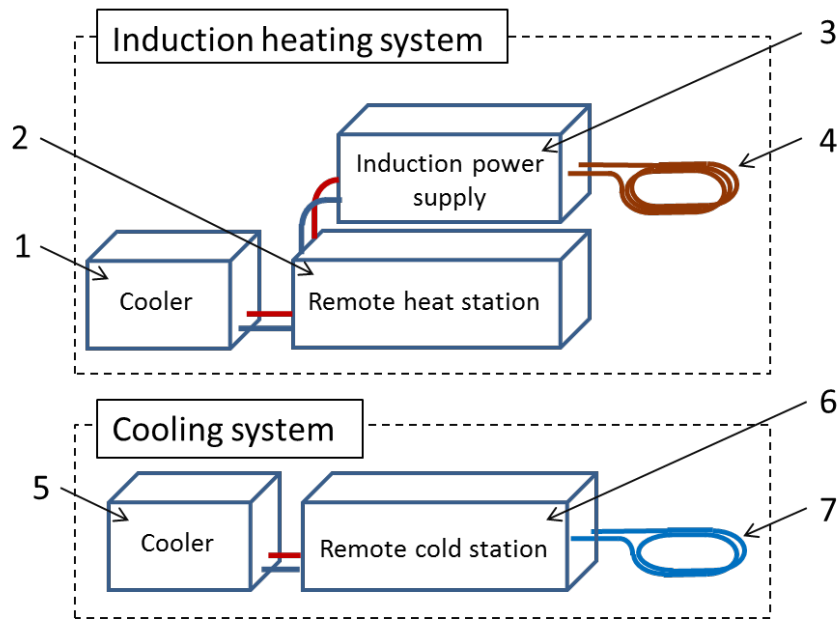 Induction heating system
3
2
4
Induction power
supply
1
Cooler
Remote heat station
Cooling system
6
5
7
Cooler
Remote cold station